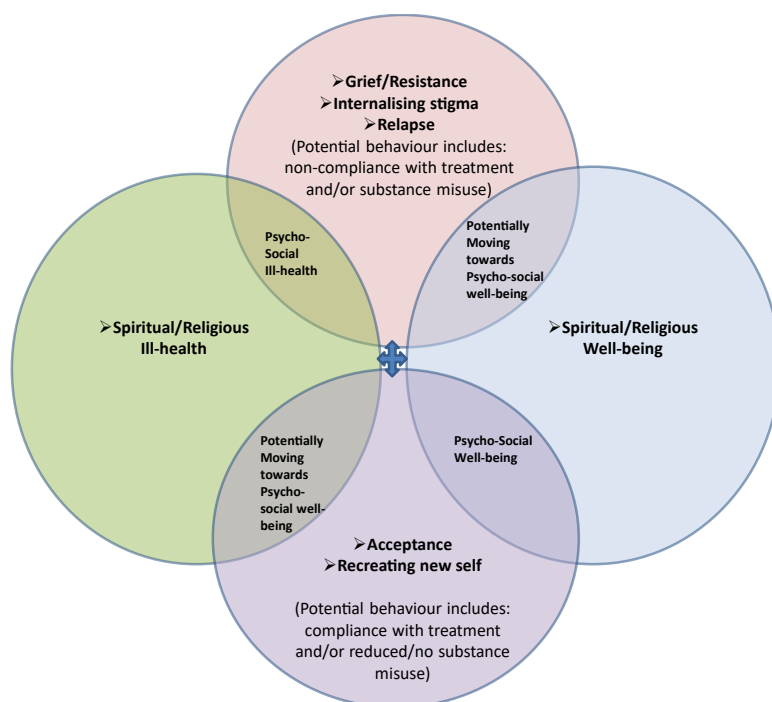 ➢Grief/Resistance
➢Internalising stigma
➢Relapse
(Potential behaviour includes:
non-compliance with treatment
and/or substance misuse)
Psycho-
Social
Ill-health
Potentially
Moving
towards
Psycho-social
well-being
➢Spiritual/Religious
Ill-health
➢Spiritual/Religious
Well-being
Potentially
Moving
towards
Psycho-
social well-
being
Psycho-Social
Well-being
➢Acceptance
➢Recreating new self
(Potential behaviour includes:
compliance with treatment
and/or reduced/no substance
misuse)